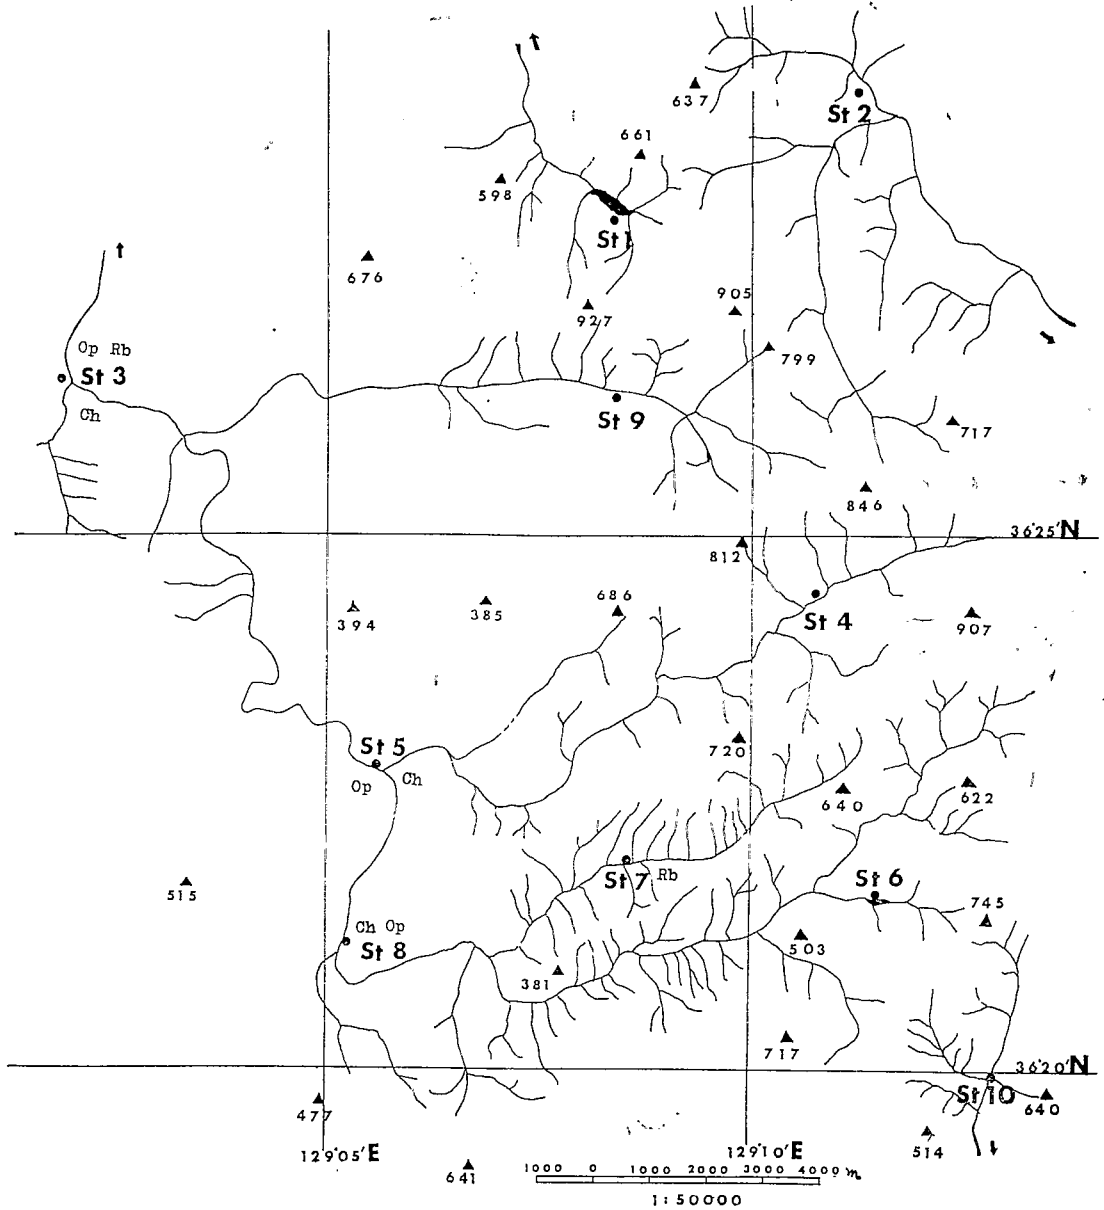 637
St 2
661
598
St 1
676
905
927
799
Op Rb
St 3
Ch
St 9
717
846
36°25'N
812
686
394
385
St 4
907
St 5
Ch
Op
720
640
622
St 7
Rb
St 6
515
745
Ch Op
St 8
503
381
717
36°20'N
St 10
640
477
129°05'E
129°10'E
514
641
1000 0 1000 2000 3000 4000 m
1:50000